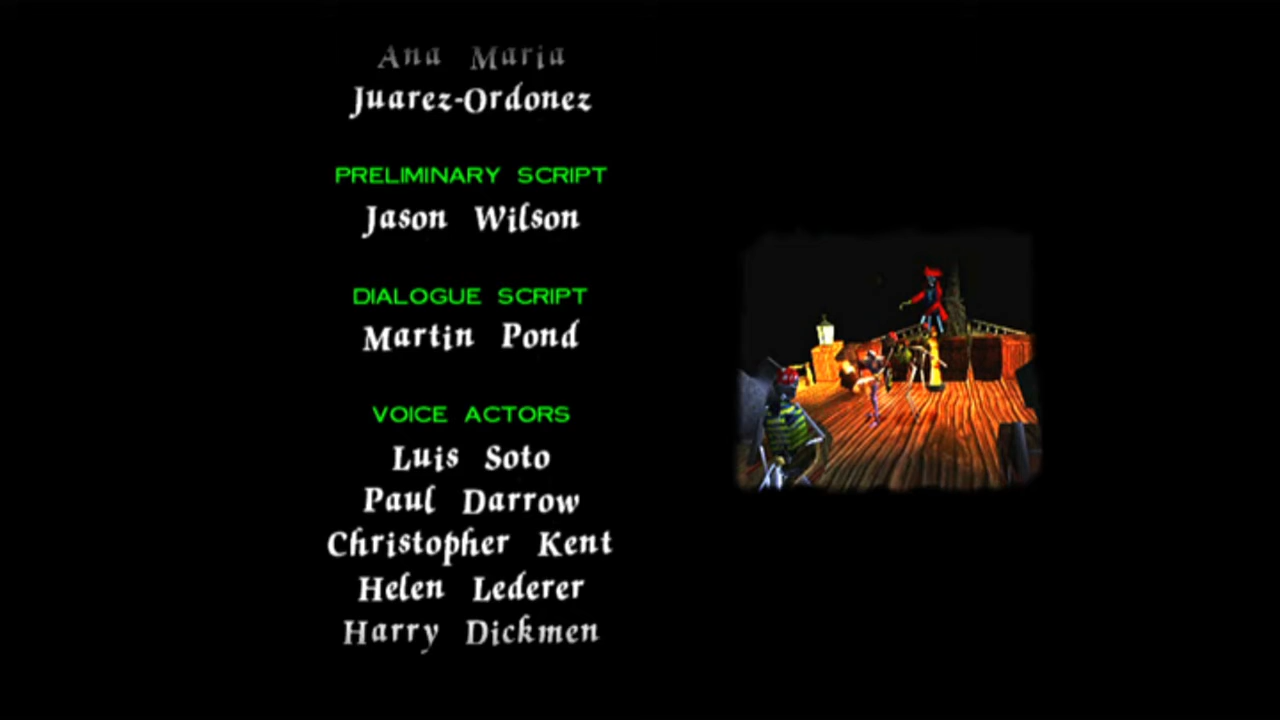 Ana Maria
Juarez-Ordonez
PRELIMINARY SCRIPT
Jason Wilson
DIALOGUE SCRIPT
Martin Pond
VOICE ACTORS
Luis Soto
Paul Darrow
Christopher Kent
Helen Lederer
Harry Dickmen